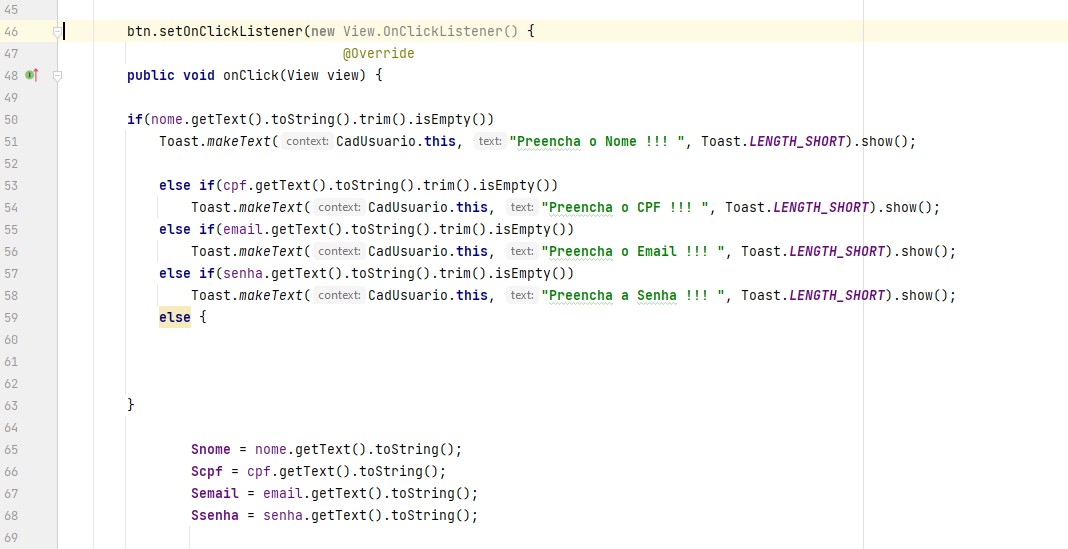 45
46 btn.setOnClickListener(new View.OnClickListener() {
47 @Override
48 public void onClick(View view) {
49
50 if(nome.getText().toString().trim().isEmpty())
51 Toast.makeText( context: CadUsuario.this, text: "Preencha o Nome !!! ", Toast.LENGTH_SHORT).show();
52
53 else if(cpf.getText().toString().trim().isEmpty())
54 Toast.makeText( context: CadUsuario.this, text: "Preencha o CPF !!! ", Toast.LENGTH_SHORT).show();
55 else if(email.getText().toString().trim().isEmpty())
56 Toast.makeText( context: CadUsuario.this, text: "Preencha o Email !!! ", Toast.LENGTH_SHORT).show();
57 else if(senha.getText().toString().trim().isEmpty())
58 Toast.makeText( context: CadUsuario.this, text: "Preencha a Senha !!! ", Toast.LENGTH_SHORT).show();
59 else {
60
61
62
63 }
64
65 Snome = nome.getText().toString();
66 Scpf = cpf.getText().toString();
67 Semail = email.getText().toString();
68 Ssenha = senha.getText().toString();
69